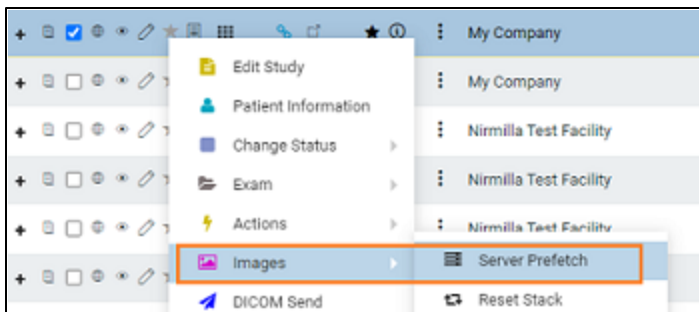 My Company
Edit Study
My Company
Patient Information
Change Status
Nirmilla Test Facility
Exam
Nirmilla Test Facility
Actions
Nirmilla Test Facility
Images
Server Prefetch
DICOM Send
Reset Stack